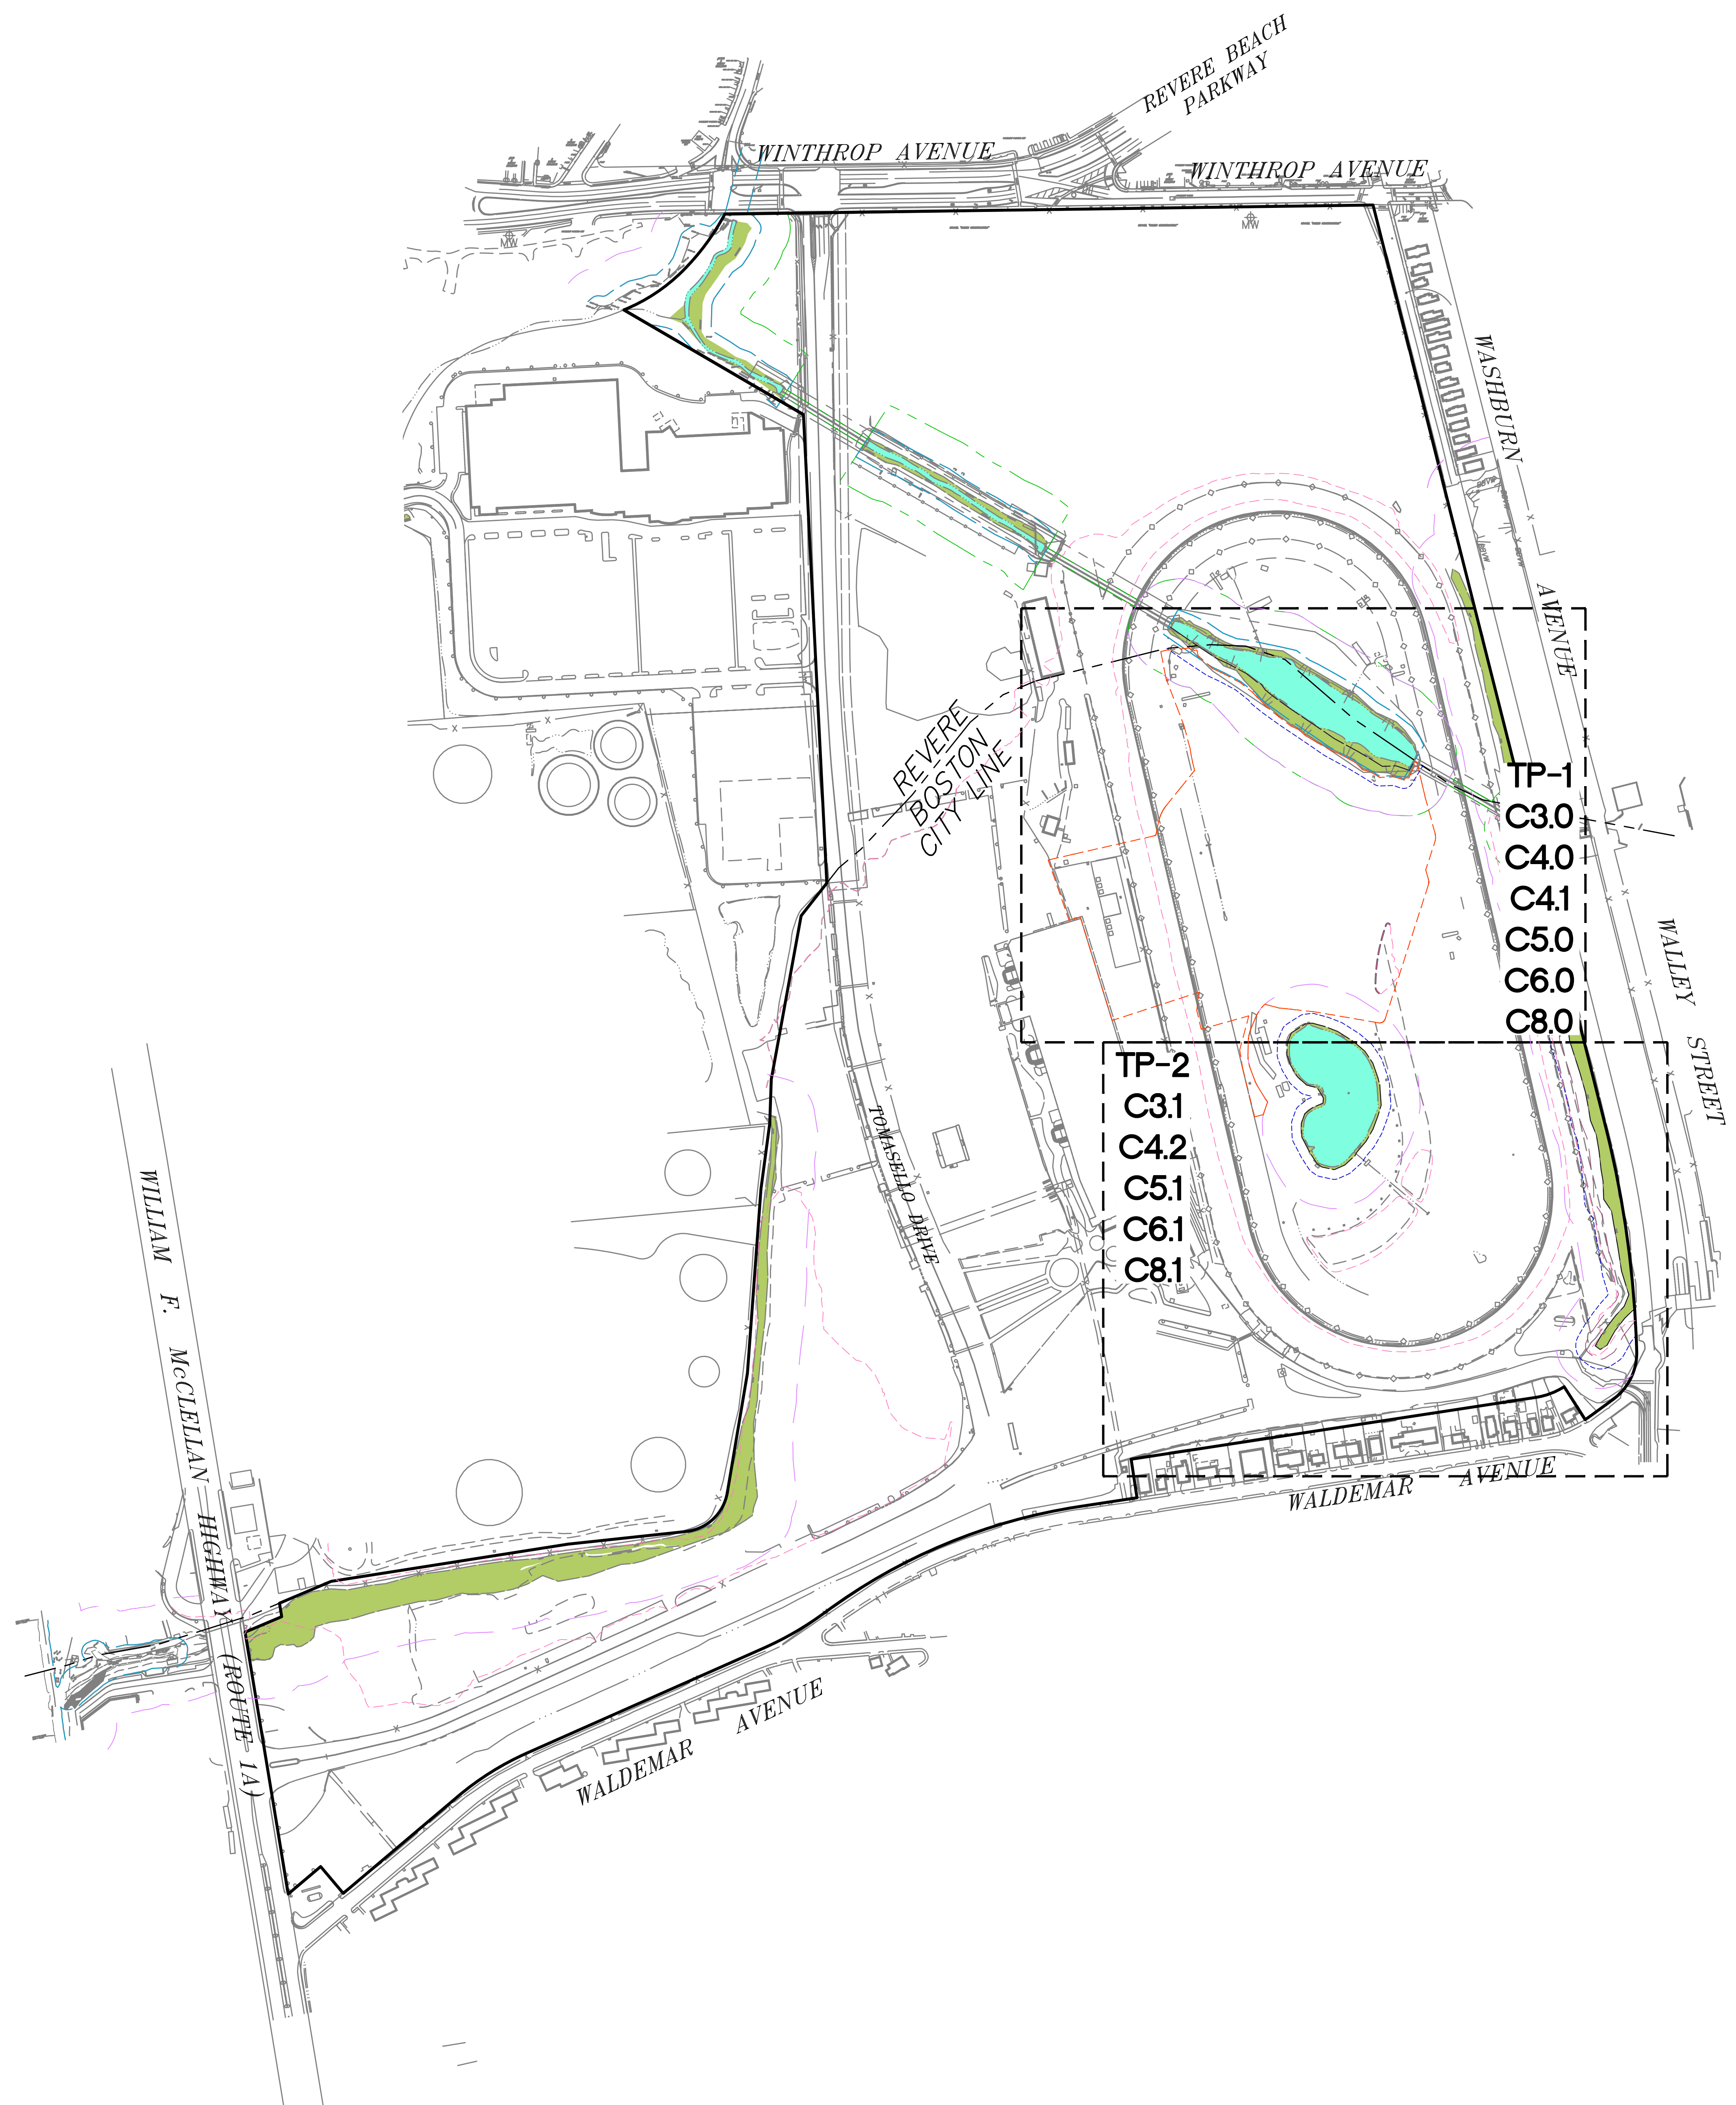 REVERE BEACH
PARKWAY
WINTHROP AVENUE
WINTHROP AVENUE
MW
MW
WASHBURN
AVENUE
REVERE
BOSTON
CITY LINE
TP-1
C3.0
C4.0
C4.1
C5.0
C6.0
C8.0
WALLEY
STREET
TP-2
C3.1
C4.2
C5.1
C6.1
C8.1
TOMASELLO DRIVE
WILLIAM F. McCLELLAN HIGHWAY (ROUTE 1A)
WALDEMAR AVENUE
WALDEMAR AVENUE